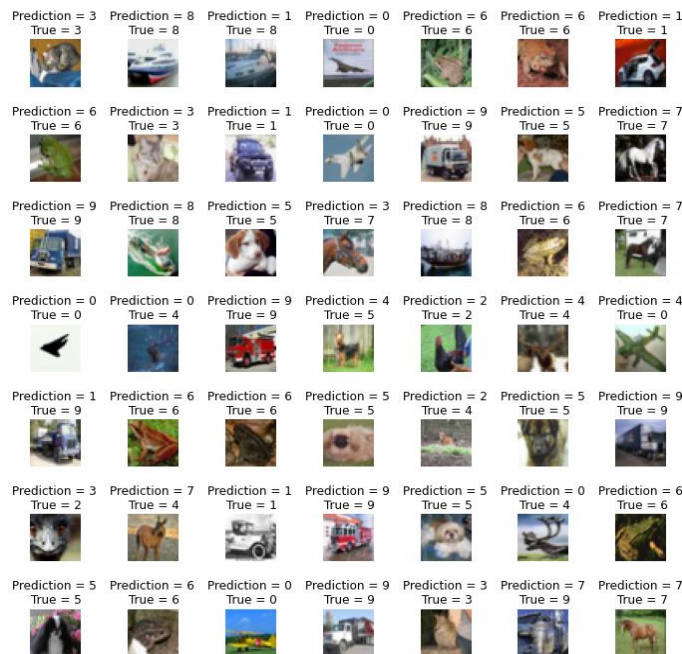 Prediction = 3 Prediction = 8 Prediction = 1 Prediction = 0 Prediction = 6 Prediction = 6 Prediction = 1
True = 3 True = 8 True = 8 True = 0 True = 6 True = 6 True = 1
Prediction = 6 Prediction = 3 Prediction = 1 Prediction = 0 Prediction = 9 Prediction = 5 Prediction = 7
True = 6 True = 3 True = 1 True = 0 True = 9 True = 5 True = 7
Prediction = 9 Prediction = 8 Prediction = 5 Prediction = 3 Prediction = 8 Prediction = 6 Prediction = 7
True = 9 True = 8 True = 5 True = 7 True = 8 True = 6 True = 7
Prediction = 0 Prediction = 0 Prediction = 9 Prediction = 4 Prediction = 2 Prediction = 4 Prediction = 4
True = 0 True = 4 True = 9 True = 5 True = 2 True = 4 True = 0
Prediction = 1 Prediction = 6 Prediction = 6 Prediction = 5 Prediction = 2 Prediction = 5 Prediction = 9
True = 9 True = 6 True = 6 True = 5 True = 4 True = 5 True = 9
Prediction = 3 Prediction = 7 Prediction = 1 Prediction = 9 Prediction = 5 Prediction = 0 Prediction = 6
True = 2 True = 4 True = 1 True = 9 True = 5 True = 4 True = 6
Prediction = 5 Prediction = 6 Prediction = 0 Prediction = 9 Prediction = 3 Prediction = 7 Prediction = 7
True = 5 True = 6 True = 0 True = 9 True = 3 True = 9 True = 7